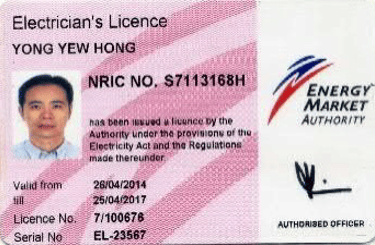 Electrician's Licence
YONG YEW HONG
NRIC NO. S7113168H
has been issued a licence by the
Authority under the provisions of the
Electricity Act and the Regulations
made thereunder.
Valid from 26/04/2014
till 25/04/2017
Licence No. 7/100676
Serial No EL-23567
ENERGY
MARKET
AUTHORITY
AUTHORISED OFFICER